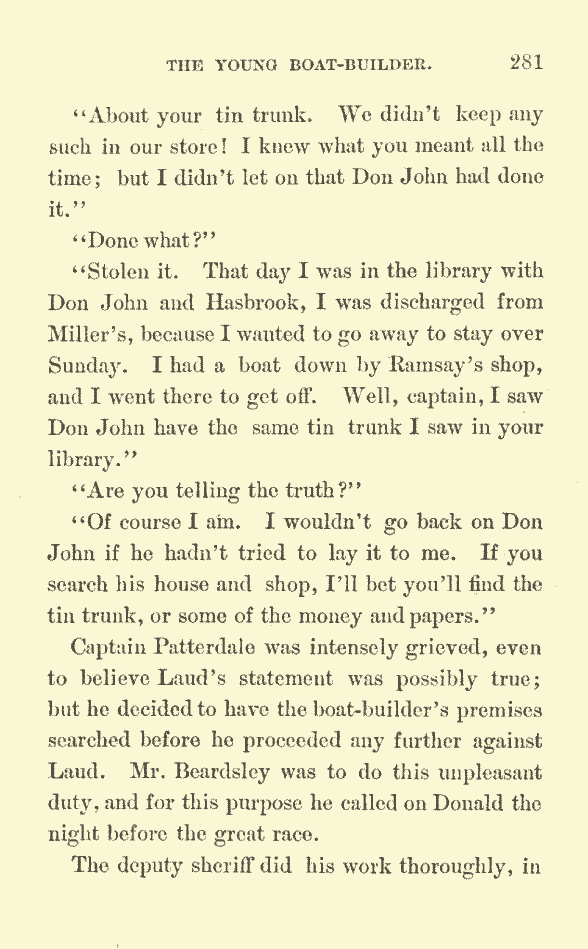 THE YOUNG BOAT-BUILDER. 281
"About your tin trunk. We didn't keep any
such in our store! I knew what you meant all the
time; but I didn't let on that Don John had done
it."
"Done what?"
"Stolen it. That day I was in the library with
Don John and Hasbrook, I was discharged from
Miller's, because I wanted to go away to stay over
Sunday. I had a boat down by Ramsay's shop,
and I went there to get off. Well, captain, I saw
Don John have the same tin trunk I saw in your
library."
"Are you telling the truth?"
"Of course I am. I wouldn't go back on Don
John if he hadn't tried to lay it to me. If you
search his house and shop, I'll bet you'll find the
tin trunk, or some of the money and papers."
Captain Patterdale was intensely grieved, even
to believe Laud's statement was possibly true;
but he decided to have the boat-builder's premises
searched before he proceeded any further against
Laud. Mr. Beardsley was to do this unpleasant
duty, and for this purpose he called on Donald the
night before the great race.
The deputy sheriff did his work thoroughly, in